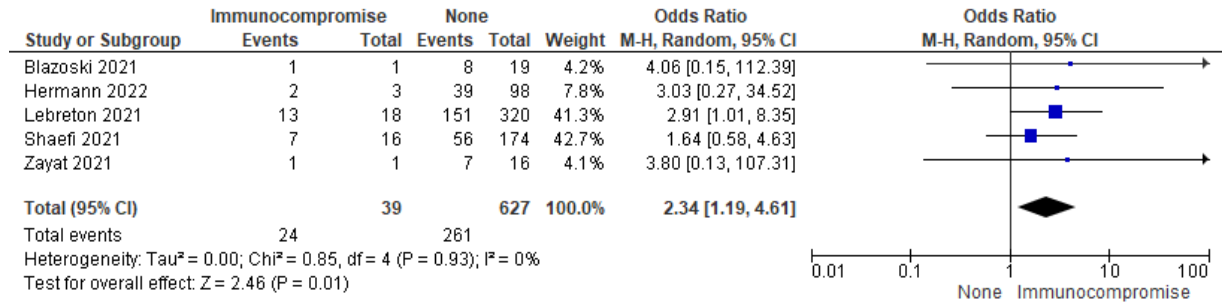 Immunocompromise None Odds Ratio Odds Ratio
Study or Subgroup Events Total Events Total Weight M-H, Random, 95% CI M-H, Random, 95% CI
Blazoski 2021 1 1 8 19 4.2% 4.06 [0.15, 112.39]
Hermann 2022 2 3 39 98 7.8% 3.03 [0.27, 34.52]
Lebreton 2021 13 18 151 320 41.3% 2.91 [1.01, 8.35]
Shaefi 2021 7 16 56 174 42.7% 1.64 [0.58, 4.63]
Zayat 2021 1 1 7 16 4.1% 3.80 [0.13, 107.31]
Total (95% CI) 39 627 100.0% 2.34 [1.19, 4.61]
Total events 24 261
Heterogeneity: Tau² = 0.00; Chi² = 0.85, df = 4 (P = 0.93); I² = 0%
Test for overall effect: Z = 2.46 (P = 0.01)
0.01 0.1 1 10 100
None Immunocompromise